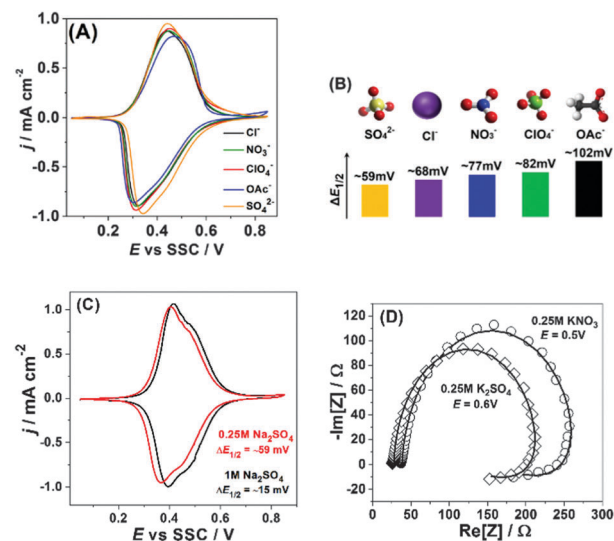 (A)
1.0
0.5
0.0
-0.5
-1.0
j / mA cm⁻²
Cl⁻
NO₃⁻
ClO₄⁻
OAc⁻
SO₄²⁻
0.0 0.2 0.4 0.6 0.8
E vs SSC / V
(B)
SO₄²⁻ Cl⁻ NO₃⁻ ClO₄⁻ OAc⁻
ΔE₁/₂
~59mV ~68mV ~77mV ~82mV ~102mV
(C)
1.0
0.5
0.0
-0.5
-1.0
j / mA cm⁻²
0.25M Na₂SO₄
ΔE₁/₂ = ~59 mV
1M Na₂SO₄
ΔE₁/₂ = ~15 mV
0.0 0.2 0.4 0.6 0.8
E vs SSC / V
(D)
120
100
80
60
40
20
0
-20
-Im[Z] / Ω
0.25M KNO₃
E = 0.5V
0.25M K₂SO₄
E = 0.6V
0 50 100 150 200 250 300
Re[Z] / Ω